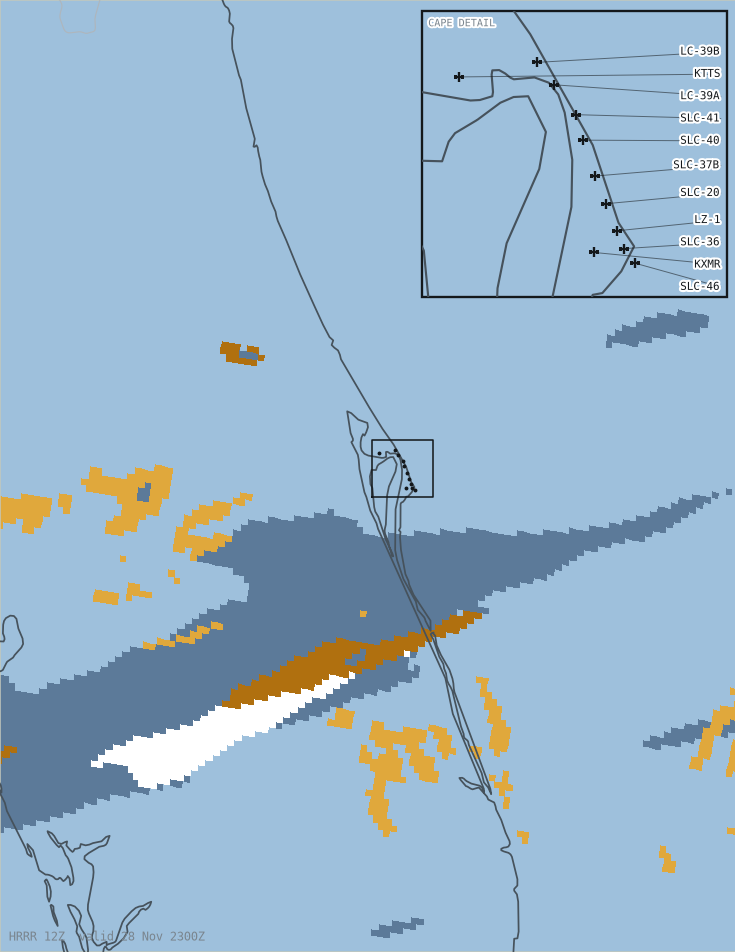 CAPE DETAIL
LC-39B
KTTS
LC-39A
SLC-41
SLC-40
SLC-37B
SLC-20
LZ-1
SLC-36
KXMR
SLC-46
HRRR 12Z valid 28 Nov 2300Z